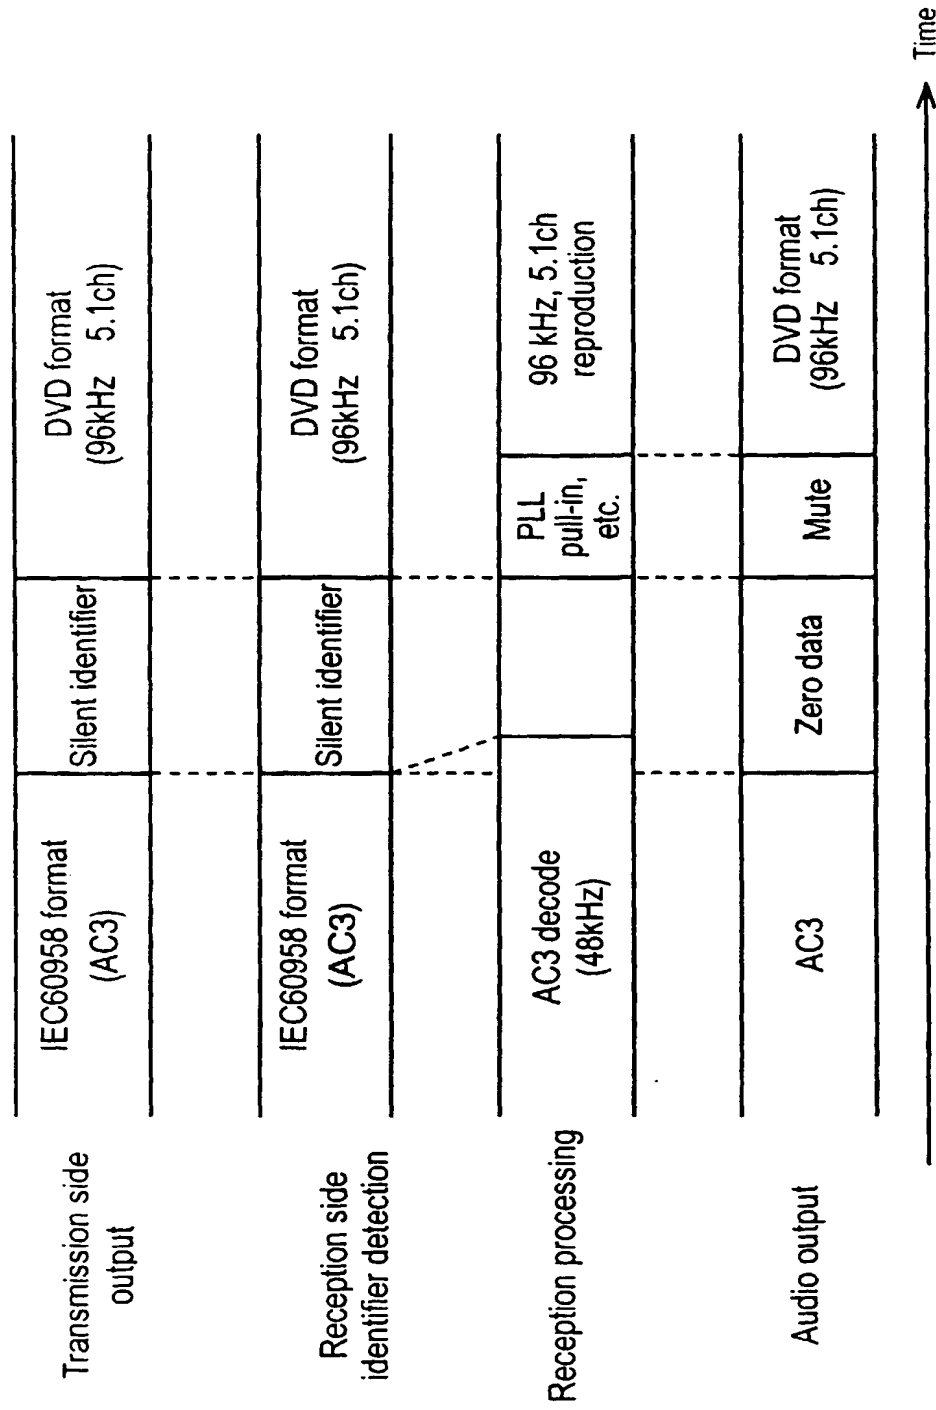 Transmission side
output
IEC60958 format
(AC3)
Silent identifier
DVD format
(96kHz 5.1ch)
Reception side
identifier detection
IEC60958 format
(AC3)
Silent identifier
DVD format
(96kHz 5.1ch)
Reception processing
AC3 decode
(48kHz)
PLL
pull-in,
etc.
96 kHz, 5.1ch
reproduction
Audio output
AC3
Zero data
Mute
DVD format
(96kHz 5.1ch)
Time